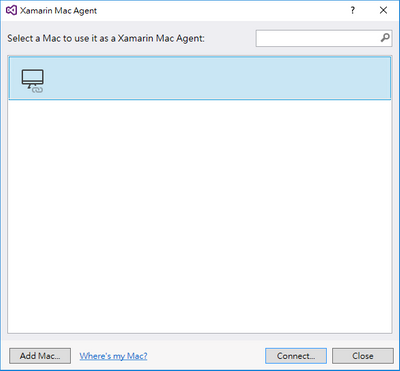 Xamarin Mac Agent
Select a Mac to use it as a Xamarin Mac Agent:
Add Mac...
Where's my Mac?
Connect...
Close